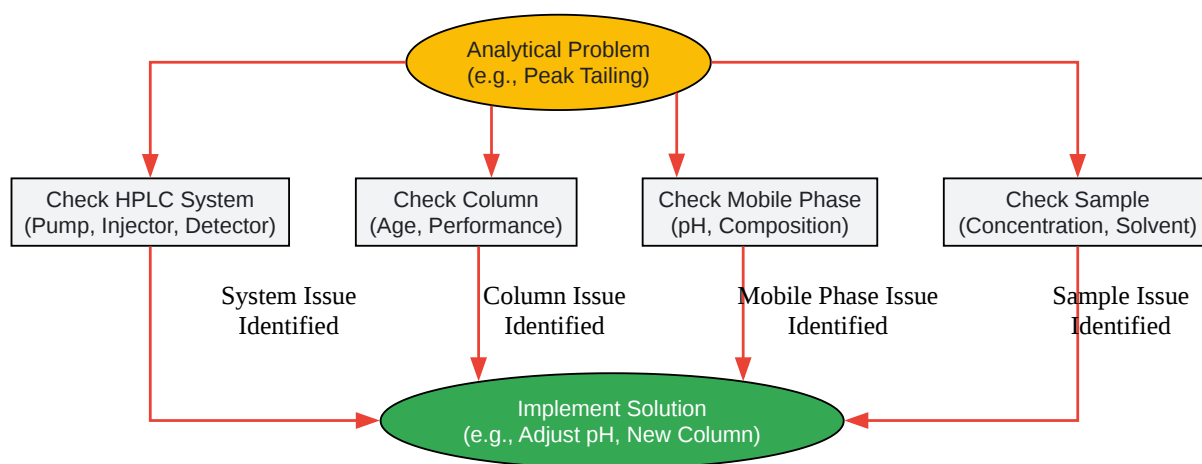 Analytical Problem
(e.g., Peak Tailing)
Check HPLC System
(Pump, Injector, Detector)
Check Column
(Age, Performance)
Check Mobile Phase
(pH, Composition)
Check Sample
(Concentration, Solvent)
System Issue
Identified
Column Issue
Identified
Mobile Phase Issue
Identified
Sample Issue
Identified
Implement Solution
(e.g., Adjust pH, New Column)